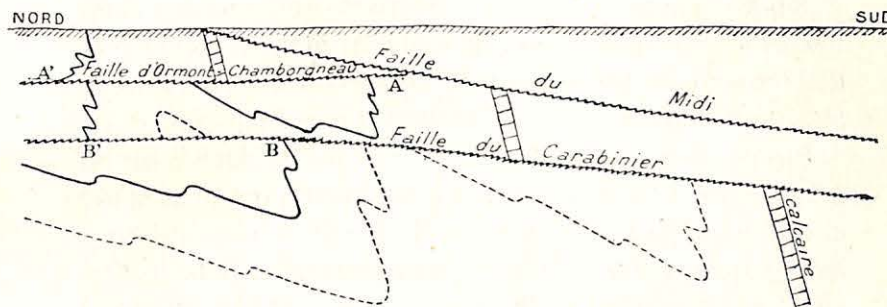 NORD SUD
A' Faille d'Ormont-Chamborgneau A
Faille du Midi
B' B Faille du Carabinier
calcaire